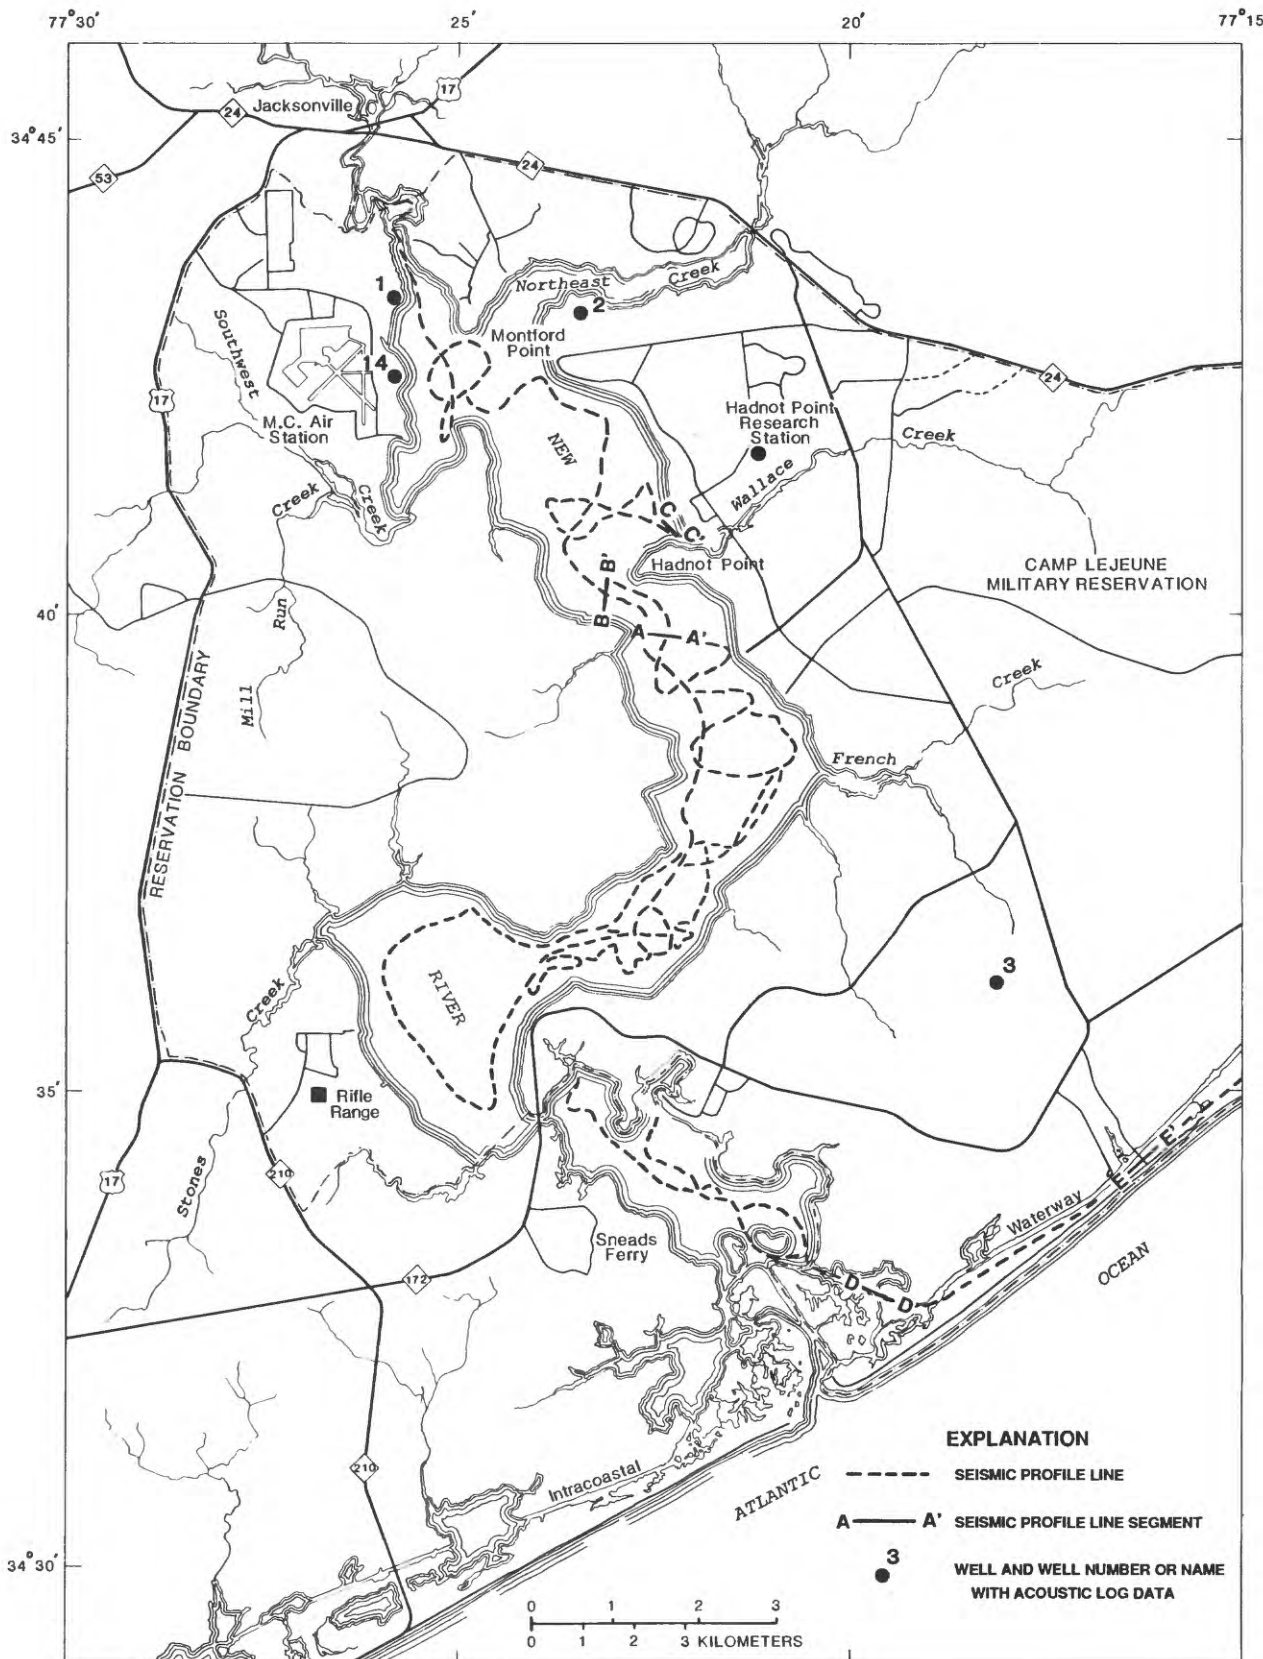 77°30'
25'
20'
77°15'
17
Jacksonville
24
34°45'
53
24
Northeast
Creek
1
2
Montford
Point
Southwest
14
24
17
M.C. Air
Station
Hadnot Point
Research
Station
NEW
Creek
Wallace
Creek
Creek
C
C'
B'
Hadnot Point
CAMP LEJEUNE
MILITARY RESERVATION
40'
Run
B
A
A'
Creek
Mill
RESERVATION BOUNDARY
French
3
Creek
RIVER
35'
Rifle
Range
E'
E
17
210
Stones
Waterway
Sneads
Ferry
OCEAN
172
D
D
EXPLANATION
SEISMIC PROFILE LINE
210
Intracoastal
ATLANTIC
A A' SEISMIC PROFILE LINE SEGMENT
34°30'
3
WELL AND WELL NUMBER OR NAME
WITH ACOUSTIC LOG DATA
0 1 2 3
0 1 2 3 KILOMETERS